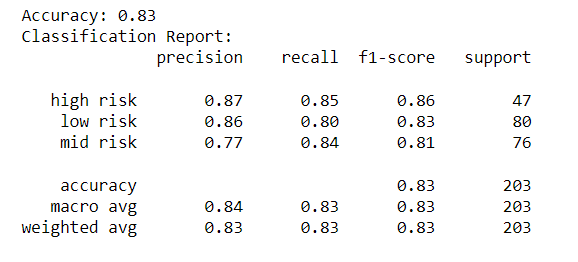 Accuracy: 0.83
Classification Report:
precision recall f1-score support
high risk 0.87 0.85 0.86 47
low risk 0.86 0.80 0.83 80
mid risk 0.77 0.84 0.81 76
accuracy 0.83 203
macro avg 0.84 0.83 0.83 203
weighted avg 0.83 0.83 0.83 203